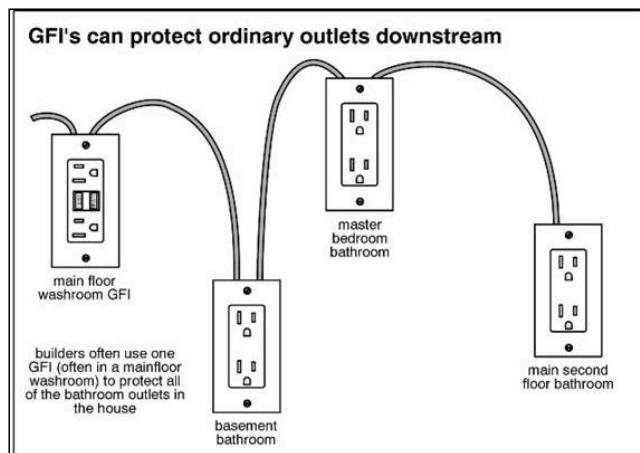 GFI's can protect ordinary outlets downstream
main floor
washroom GFI
master
bedroom
bathroom
builders often use one
GFI (often in a mainfloor
washroom) to protect all
of the bathroom outlets in
the house
basement
bathroom
main second
floor bathroom